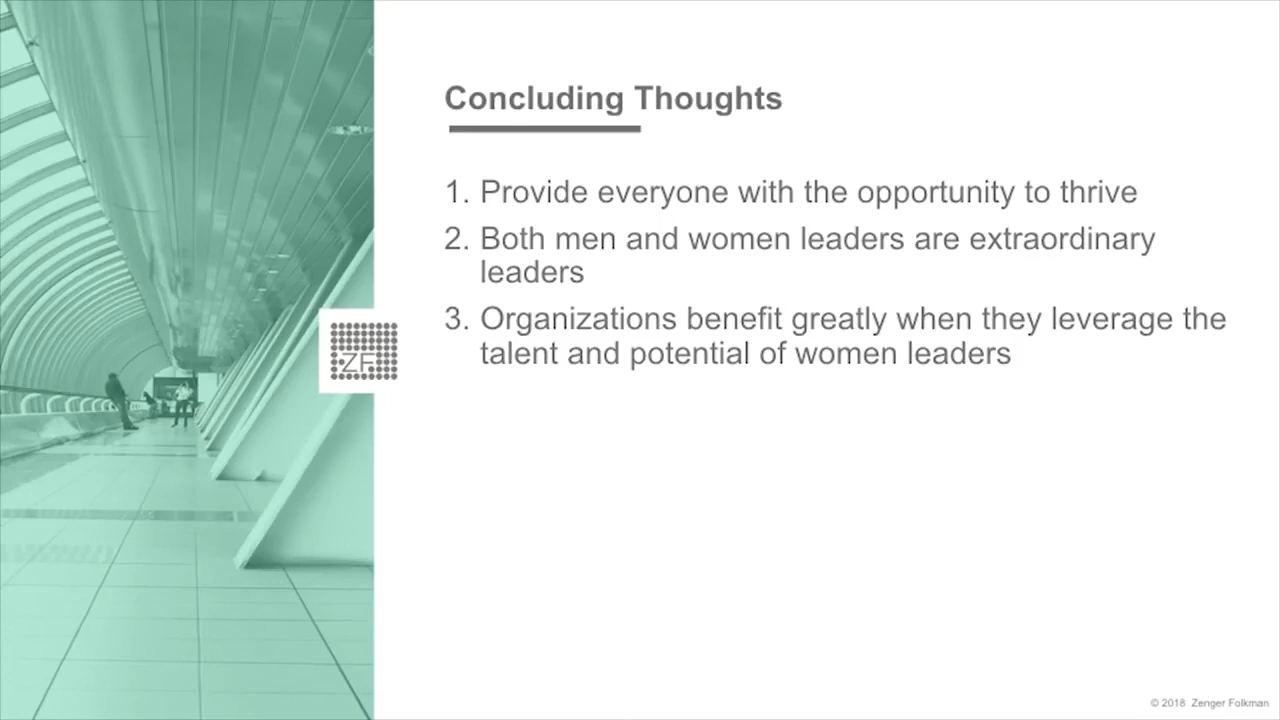 Concluding Thoughts
1. Provide everyone with the opportunity to thrive
2. Both men and women leaders are extraordinary
leaders
3. Organizations benefit greatly when they leverage the
talent and potential of women leaders
ZF
© 2018 Zenger Folkman